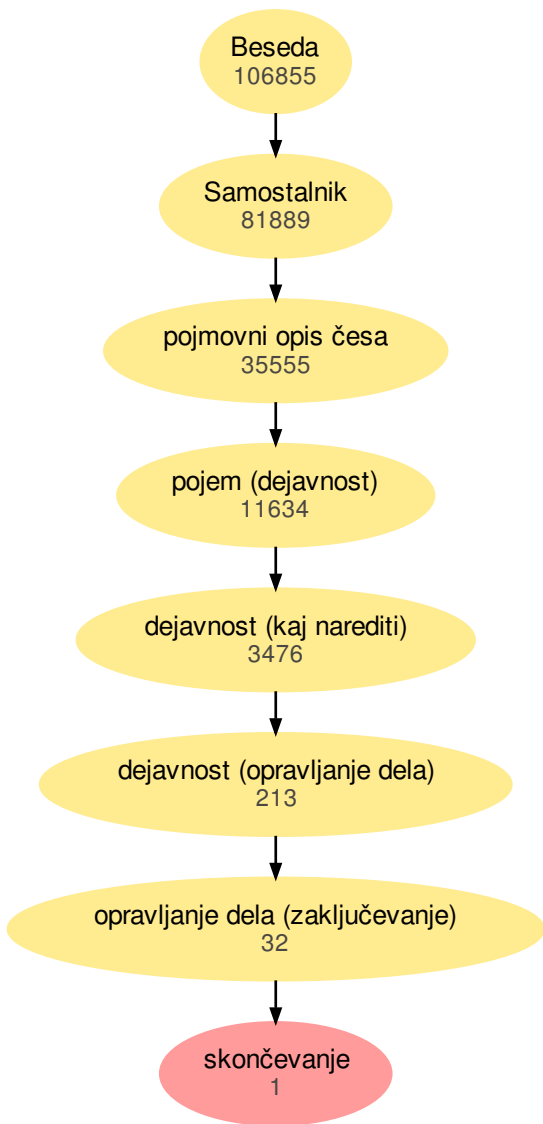 Beseda
106855
Samostalnik
81889
pojmovni opis česa
35555
pojem (dejavnost)
11634
dejavnost (kaj narediti)
3476
dejavnost (opravljanje dela)
213
opravljanje dela (zaključevanje)
32
skončevanje
1